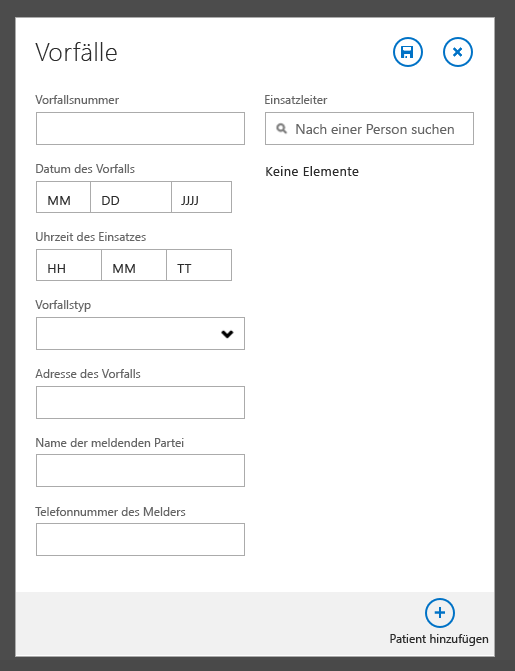 Vorfälle
Vorfallsnummer
Datum des Vorfalls
MM DD JJJJ
Uhrzeit des Einsatzes
HH MM TT
Vorfallstyp
Adresse des Vorfalls
Name der meldenden Partei
Telefonnummer des Melders
Einsatzleiter
Nach einer Person suchen
Keine Elemente
Patient hinzufügen